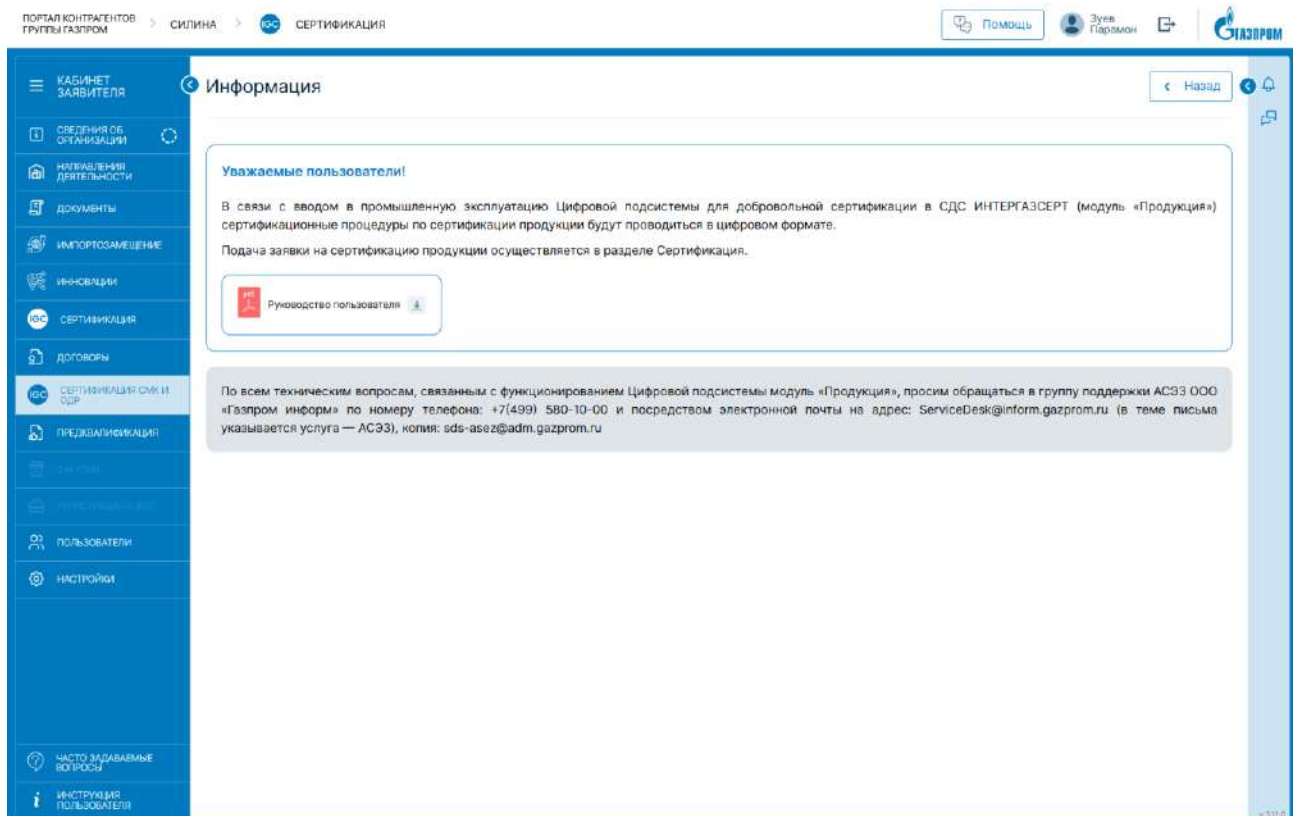 ПОРТАЛ КОНТРАГЕНТОВ
ГРУППЫ ГАЗПРОМ
СИЛИНА
IGC
СЕРТИФИКАЦИЯ
Помощь
Зуев
Парамон
ГАЗПРОМ
КАБИНЕТ
ЗАЯВИТЕЛЯ
Информация
Назад
СВЕДЕНИЯ ОБ
ОРГАНИЗАЦИИ
НАПРАВЛЕНИЯ
ДЕЯТЕЛЬНОСТИ
ДОКУМЕНТЫ
ИМПОРТОЗАМЕЩЕНИЕ
ИННОВАЦИИ
IGC
СЕРТИФИКАЦИЯ
ДОГОВОРЫ
IGC
СЕРТИФИКАЦИЯ СМК И
ОДР
ПРЕДКВАЛИФИКАЦИЯ
ПОЛЬЗОВАТЕЛИ
НАСТРОЙКИ
ЧАСТО ЗАДАВАЕМЫЕ
ВОПРОСЫ
ИНСТРУКЦИЯ
ПОЛЬЗОВАТЕЛЯ
Уважаемые пользователи!
В связи с вводом в промышленную эксплуатацию Цифровой подсистемы для добровольной сертификации в СДС ИНТЕРГАЗСЕРТ (модуль «Продукция»)
сертификационные процедуры по сертификации продукции будут проводиться в цифровом формате.
Подача заявки на сертификацию продукции осуществляется в разделе Сертификация.
Руководство пользователя
По всем техническим вопросам, связанным с функционированием Цифровой подсистемы модуль «Продукция», просим обращаться в группу поддержки АСЭЗ ООО
«Газпром информ» по номеру телефона: +7(499) 580-10-00 и посредством электронной почты на адрес: ServiceDesk@inform.gazprom.ru (в теме письма
указывается услуга — АСЭЗ), копия: sds-asez@adm.gazprom.ru